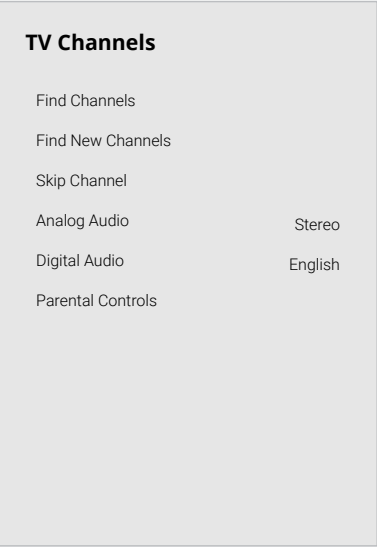 TV Channels
Find Channels
Find New Channels
Skip Channel
Analog Audio Stereo
Digital Audio English
Parental Controls